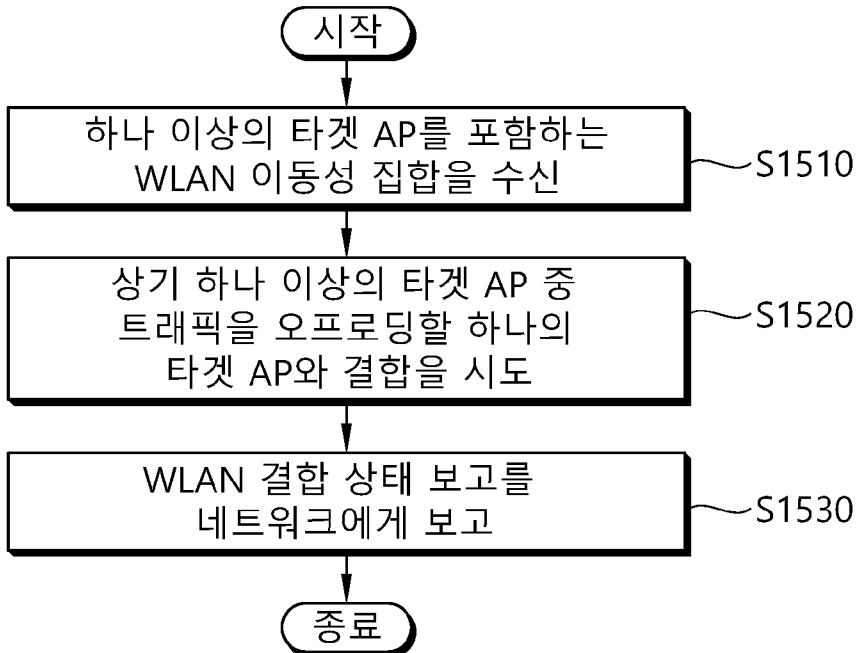 시작
하나 이상의 타겟 AP를 포함하는
WLAN 이동성 집합을 수신
S1510
상기 하나 이상의 타겟 AP 중
트래픽을 오프로딩할 하나의
타겟 AP와 결합을 시도
S1520
WLAN 결합 상태 보고를
네트워크에게 보고
S1530
종료